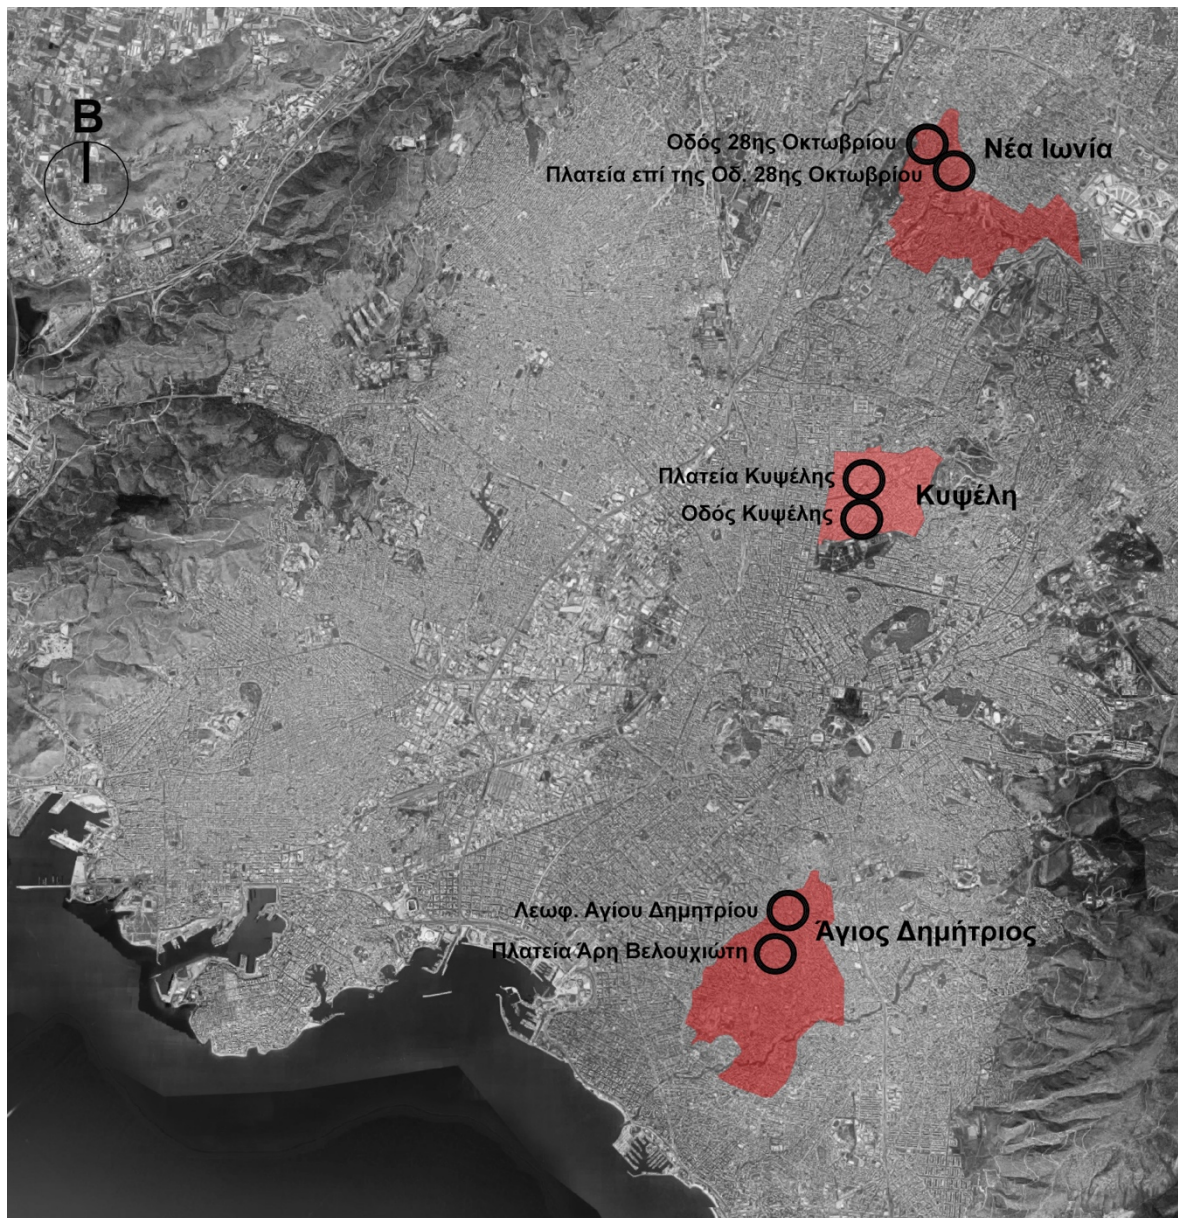 Β
Οδός 28ης Οκτωβρίου
Νέα Ιωνία
Πλατεία επί της Οδ. 28ης Οκτωβρίου
Πλατεία Κυψέλης
Κυψέλη
Οδός Κυψέλης
Λεωφ. Αγίου Δημητρίου
Άγιος Δημήτριος
Πλατεία Άρη Βελουχιώτη